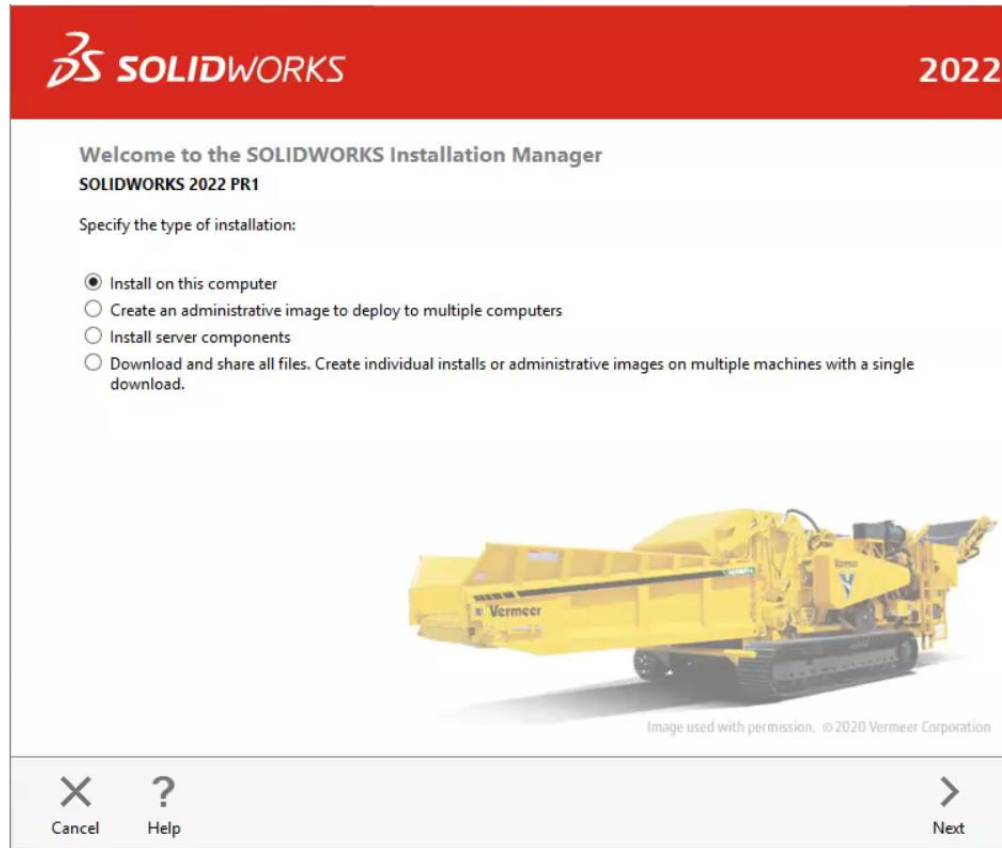 3DS SOLIDWORKS
2022
Welcome to the SOLIDWORKS Installation Manager
SOLIDWORKS 2022 PR1
Specify the type of installation:
Install on this computer
Create an administrative image to deploy to multiple computers
Install server components
Download and share all files. Create individual installs or administrative images on multiple machines with a single
download.
Vermeer
Image used with permission. © 2020 Vermeer Corporation
?
Cancel
Help
Next